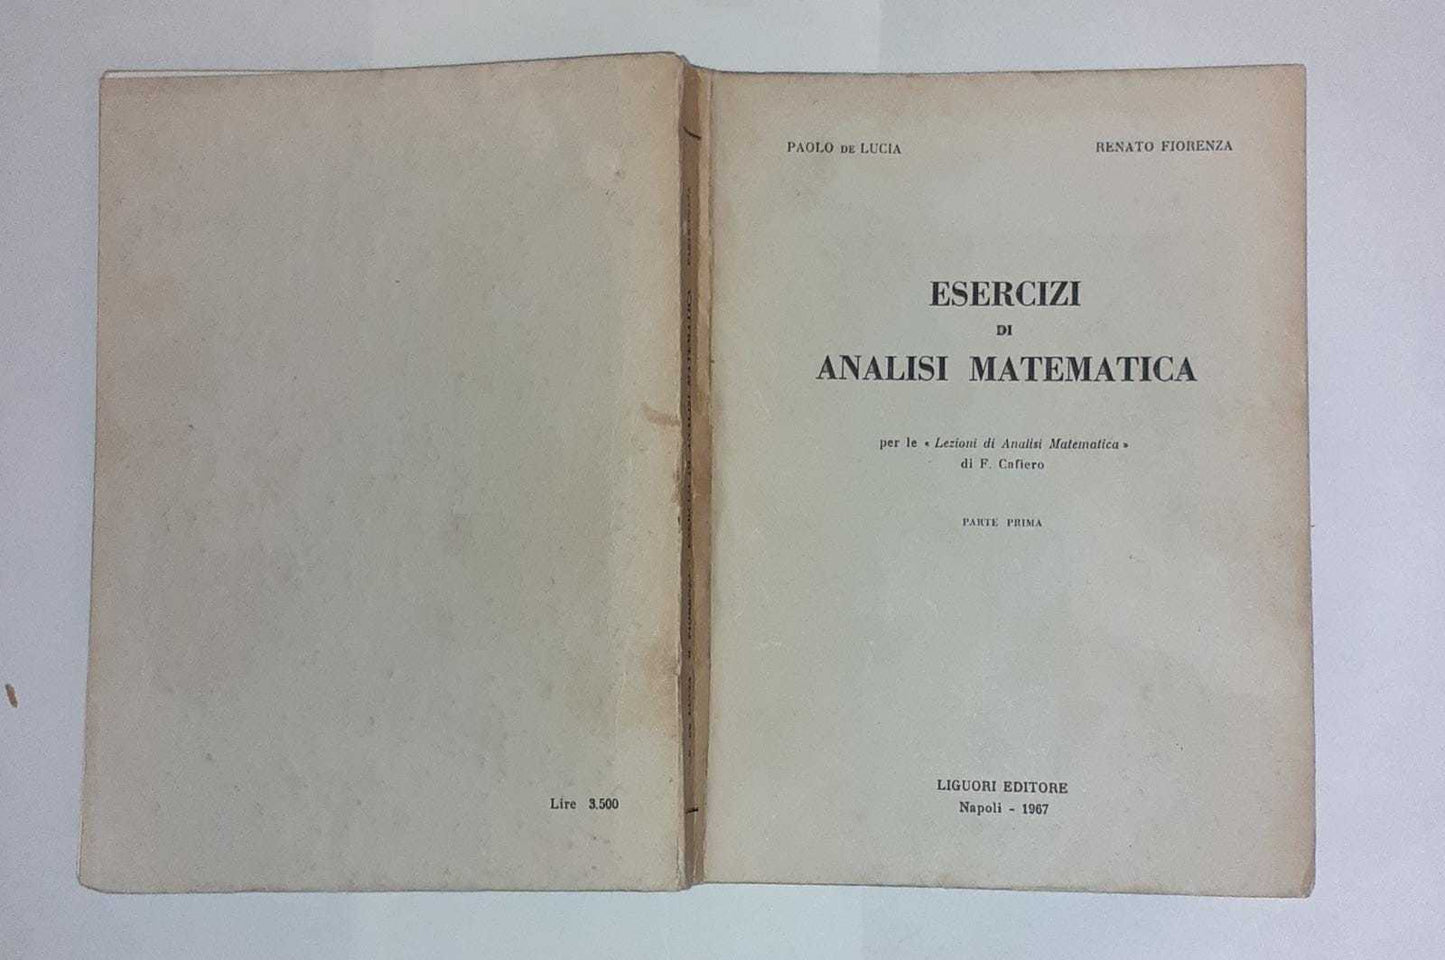 PAOLO DE LUCIA
RENATO FIORENZA
ESERCIZI
DI
ANALISI MATEMATICA
per le « Lezioni di Analisi Matematica »
di F. Cafiero
PARTE PRIMA
LIGUORI EDITORE
Napoli - 1967
Lire 3.500